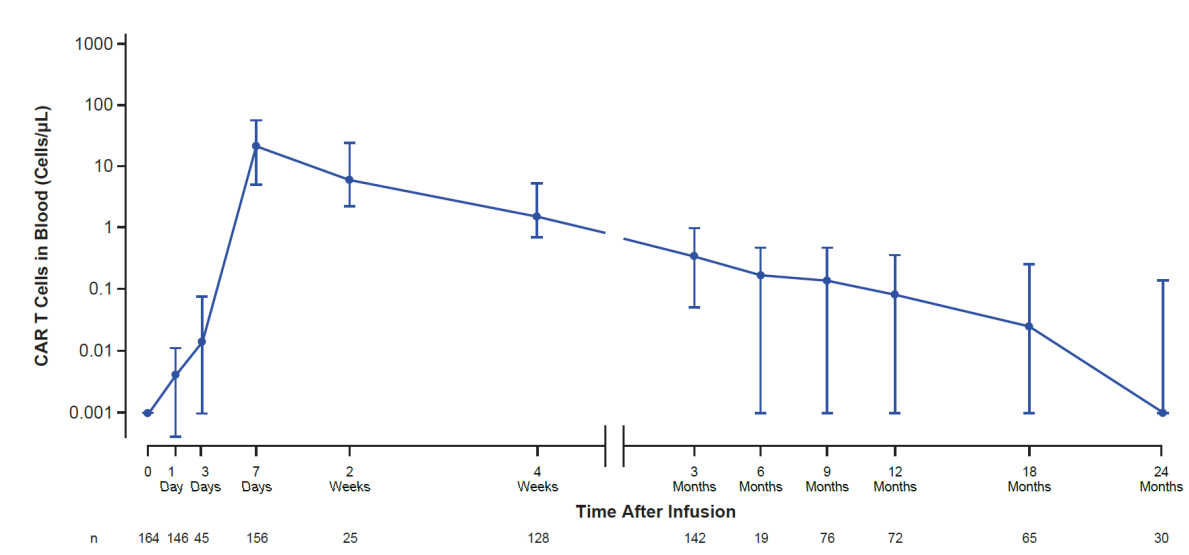 CAR T Cells in Blood (Cells/µL)
1000
100
10
1
0.1
0.01
0.001
0 1 3 7 2 4 3 6 9 12 18 24
Day Days Days Weeks Weeks Months Months Months Months Months Months
Time After Infusion
n 164 146 45 156 25 128 142 19 76 72 65 30